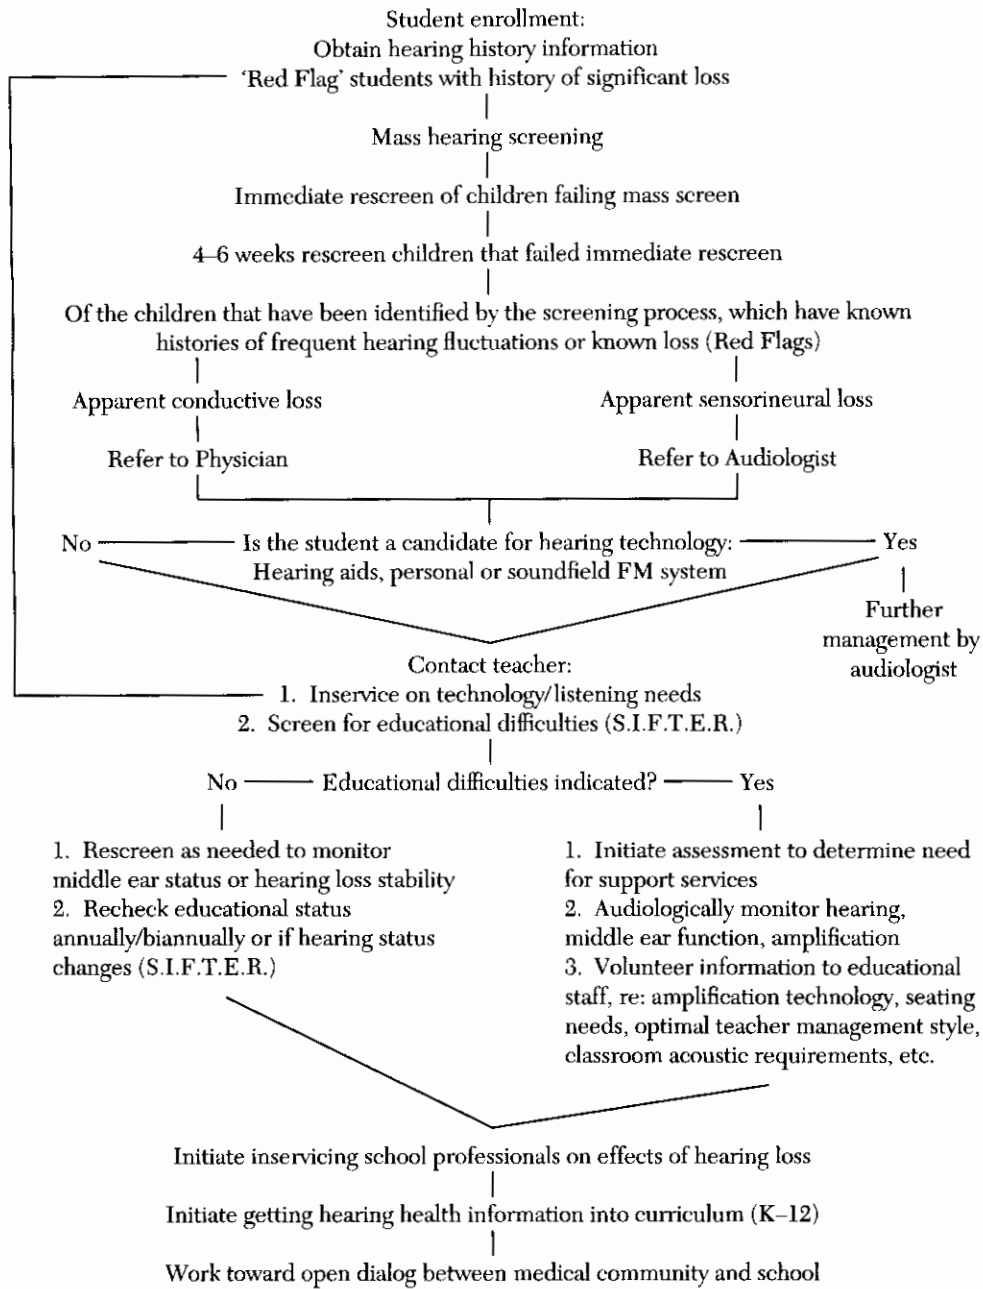 Student enrollment:
Obtain hearing history information
'Red Flag' students with history of significant loss
Mass hearing screening
Immediate rescreen of children failing mass screen
4–6 weeks rescreen children that failed immediate rescreen
Of the children that have been identified by the screening process, which have known
histories of frequent hearing fluctuations or known loss (Red Flags)
Apparent conductive loss
Apparent sensorineural loss
Refer to Physician
Refer to Audiologist
No
Is the student a candidate for hearing technology:
Hearing aids, personal or soundfield FM system
Yes
Further
management by
audiologist
Contact teacher:
1. Inservice on technology/listening needs
2. Screen for educational difficulties (S.I.F.T.E.R.)
No
Educational difficulties indicated?
Yes
1. Rescreen as needed to monitor
middle ear status or hearing loss stability
2. Recheck educational status
annually/biannually or if hearing status
changes (S.I.F.T.E.R.)
1. Initiate assessment to determine need
for support services
2. Audiologically monitor hearing,
middle ear function, amplification
3. Volunteer information to educational
staff, re: amplification technology, seating
needs, optimal teacher management style,
classroom acoustic requirements, etc.
Initiate inservicing school professionals on effects of hearing loss
Initiate getting hearing health information into curriculum (K–12)
Work toward open dialog between medical community and school